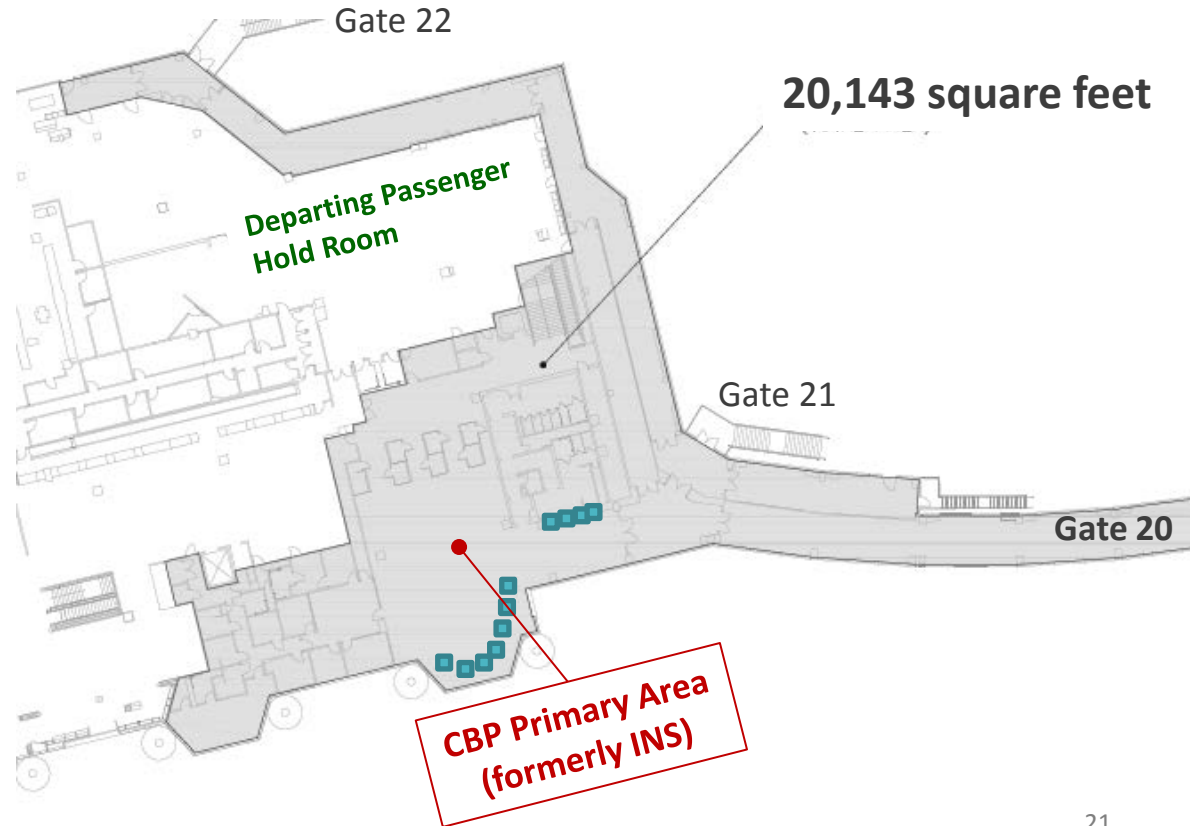 Gate 22
20,143 square feet
Departing Passenger
Hold Room
Gate 21
Gate 20
CBP Primary Area
(formerly INS)
21